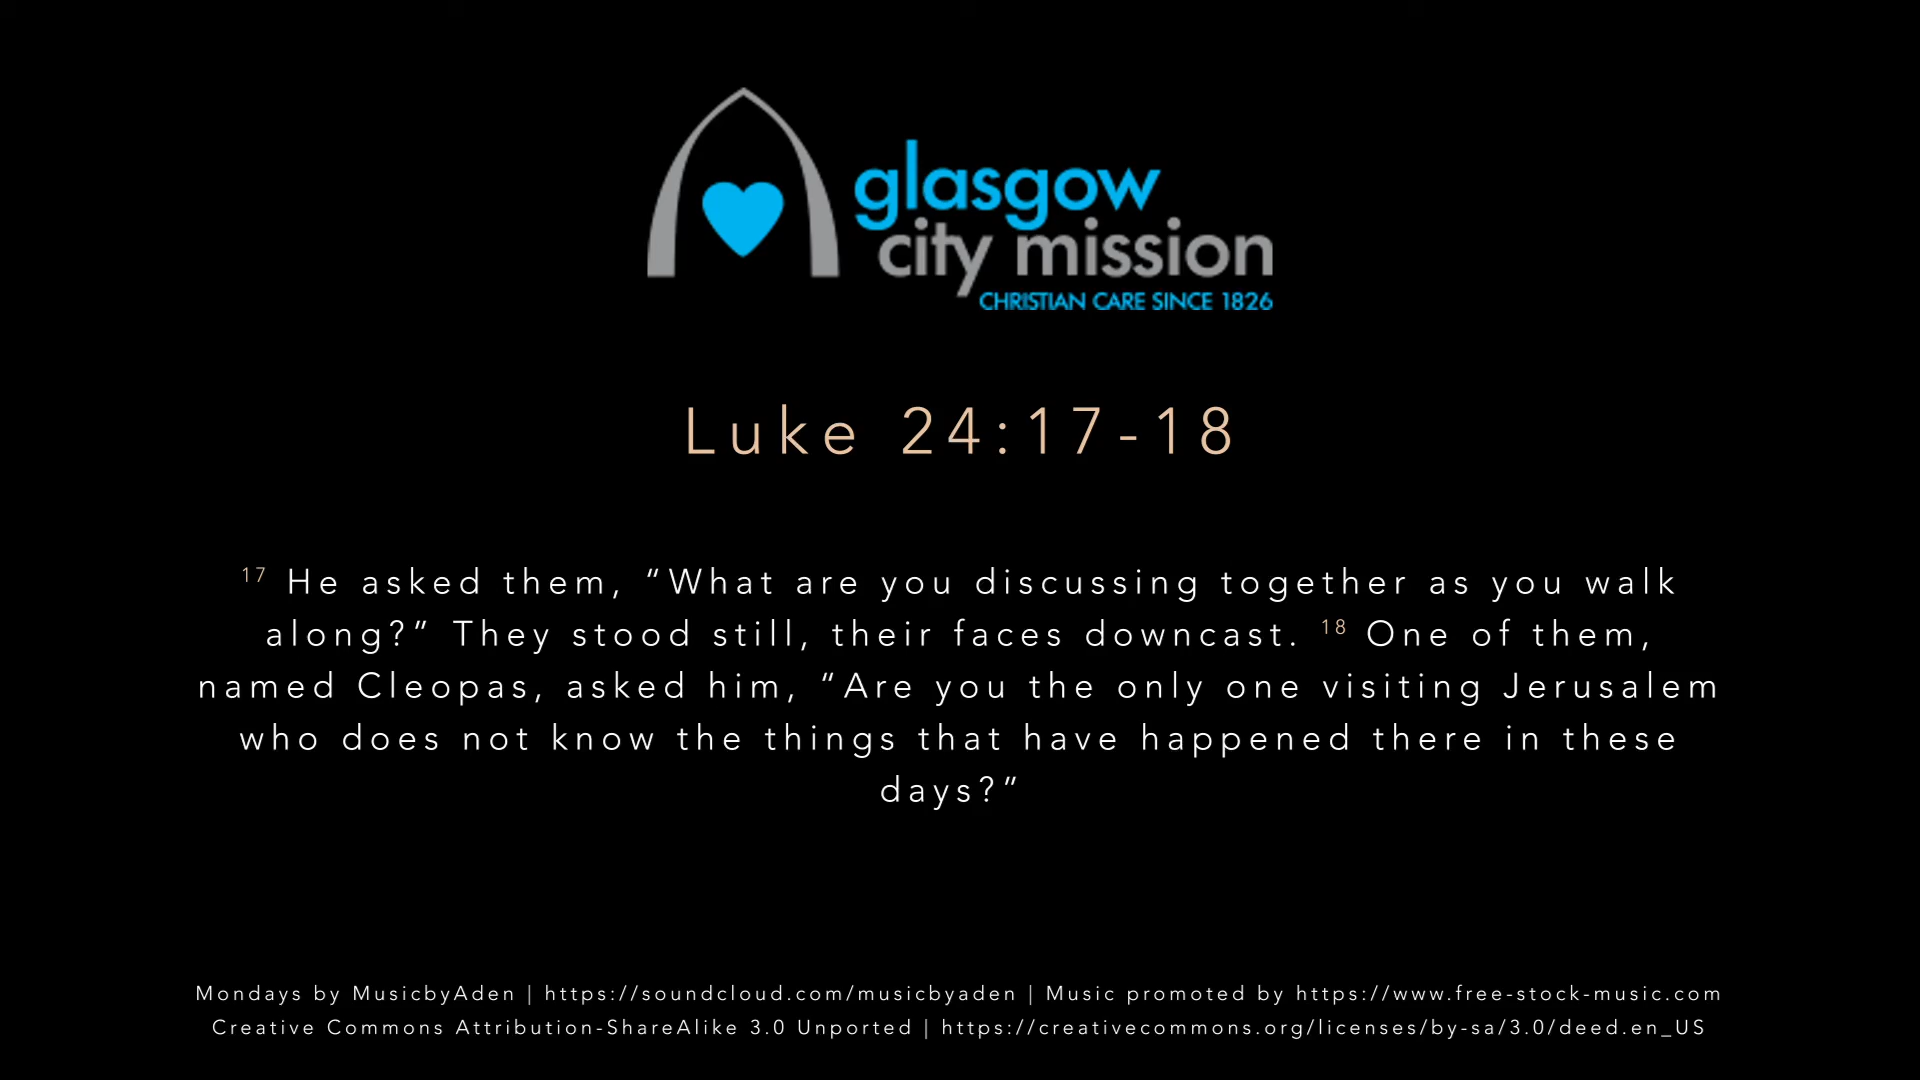 glasgow
city mission
CHRISTIAN CARE SINCE 1826
Luke 24:17-18
17 He asked them, “What are you discussing together as you walk
along?” They stood still, their faces downcast. 18 One of them,
named Cleopas, asked him, “Are you the only one visiting Jerusalem
who does not know the things that have happened there in these
days?”
Mondays by MusicbyAden | https://soundcloud.com/musicbyaden | Music promoted by https://www.free-stock-music.com
Creative Commons Attribution-ShareAlike 3.0 Unported | https://creativecommons.org/licenses/by-sa/3.0/deed.en_US